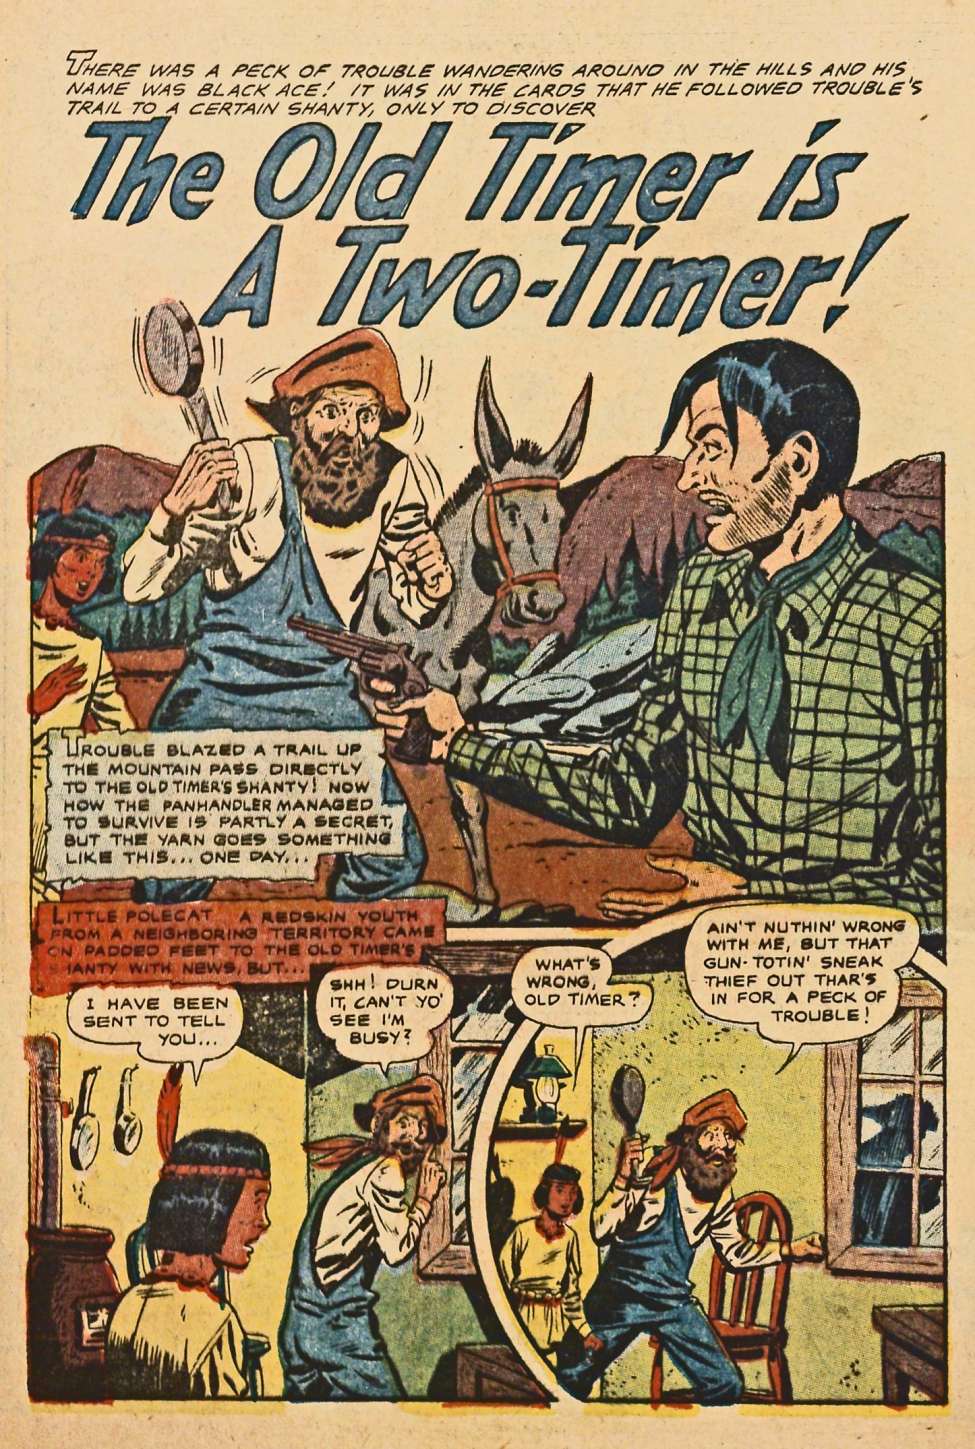 THERE WAS A PECK OF TROUBLE WANDERING AROUND IN THE HILLS AND HIS
NAME WAS BLACK ACE! IT WAS IN THE CARDS THAT HE FOLLOWED TROUBLE'S
TRAIL TO A CERTAIN SHANTY, ONLY TO DISCOVER
The Old Timer is
A Two-Timer!
TROUBLE BLAZED A TRAIL UP
THE MOUNTAIN PASS DIRECTLY
TO THE OLD TIMER'S SHANTY! NOW
HOW THE PANHANDLER MANAGED
TO SURVIVE IS PARTLY A SECRET,
BUT THE YARN GOES SOMETHING
LIKE THIS... ONE DAY...
LITTLE POLECAT A REDSKIN YOUTH
FROM A NEIGHBORING TERRITORY CAME
ON PADDED FEET TO THE OLD TIMER'S
SHANTY WITH NEWS, BUT...
I HAVE BEEN
SENT TO TELL
YOU...
SHH! DURN
IT, CAN'T YO'
SEE I'M
BUSY?
WHAT'S
WRONG,
OLD TIMER?
AIN'T NUTHIN' WRONG
WITH ME, BUT THAT
GUN-TOTIN' SNEAK
THIEF OUT THAR'S
IN FOR A PECK OF
TROUBLE!